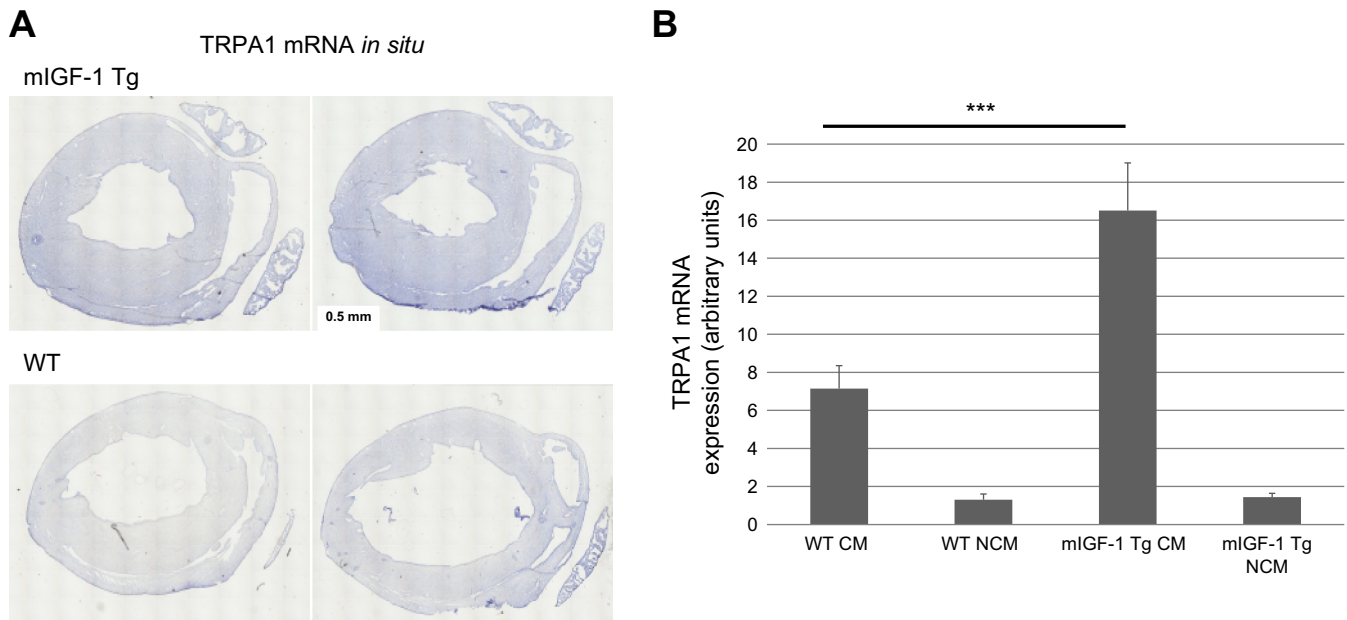 A
TRPA1 mRNA in situ
mIGF-1 Tg
0.5 mm
WT
B
***
TRPA1 mRNA
expression (arbitrary units)
20
18
16
14
12
10
8
6
4
2
0
WT CM
WT NCM
mIGF-1 Tg CM
mIGF-1 Tg
NCM